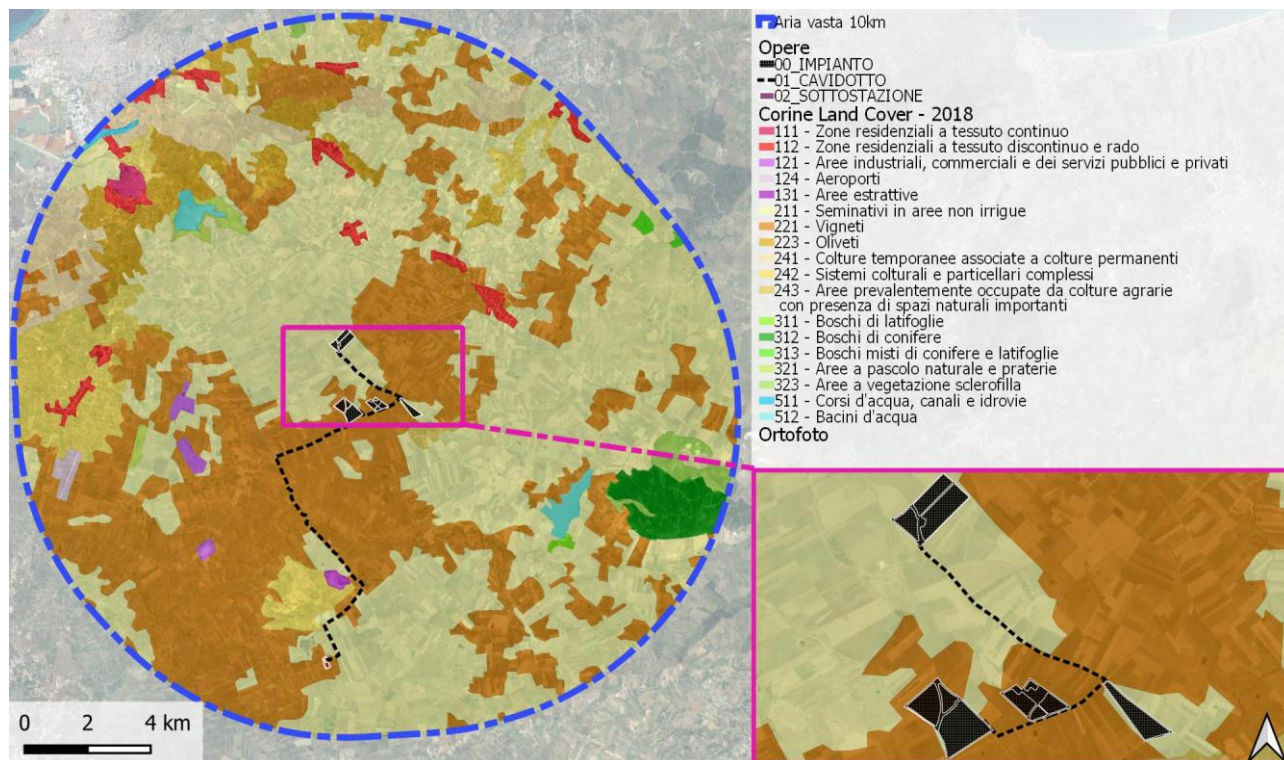 Aria vasta 10km
Opere
00_IMPIANTO
01_CAVIDOTTO
02_SOTTOSTAZIONE
Corine Land Cover - 2018
111 - Zone residenziali a tessuto continuo
112 - Zone residenziali a tessuto discontinuo e rado
121 - Aree industriali, commerciali e dei servizi pubblici e privati
124 - Aeroporti
131 - Aree estrattive
211 - Seminativi in aree non irrigue
221 - Vigneti
223 - Oliveti
241 - Colture temporanee associate a colture permanenti
242 - Sistemi colturali e particellari complessi
243 - Aree prevalentemente occupate da colture agrarie
con presenza di spazi naturali importanti
311 - Boschi di latifoglie
312 - Boschi di conifere
313 - Boschi misti di conifere e latifoglie
321 - Aree a pascolo naturale e praterie
323 - Aree a vegetazione sclerofilla
511 - Corsi d'acqua, canali e idrovie
512 - Bacini d'acqua
Ortofoto
0 2 4 km